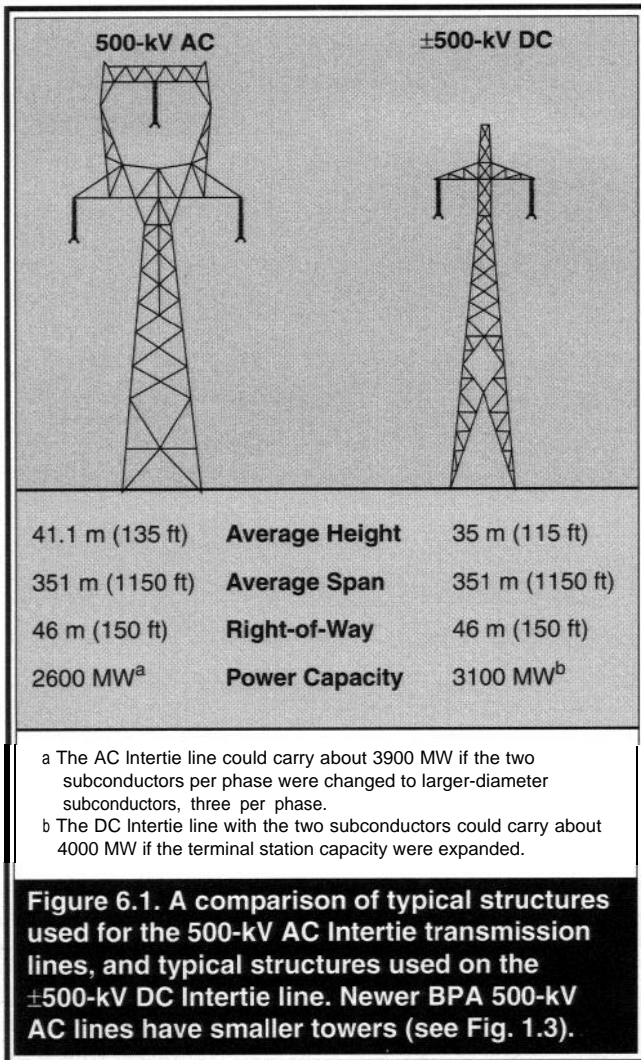 500-kV AC ±500-kV DC
41.1 m (135 ft) Average Height 35 m (115 ft)
351 m (1150 ft) Average Span 351 m (1150 ft)
46 m (150 ft) Right-of-Way 46 m (150 ft)
2600 MWa Power Capacity 3100 MWb
a The AC Intertie line could carry about 3900 MW if the two
subconductors per phase were changed to larger-diameter
subconductors, three per phase.
b The DC Intertie line with the two subconductors could carry about
4000 MW if the terminal station capacity were expanded.
Figure 6.1. A comparison of typical structures
used for the 500-kV AC Intertie transmission
lines, and typical structures used on the
±500-kV DC Intertie line. Newer BPA 500-kV
AC lines have smaller towers (see Fig. 1.3).